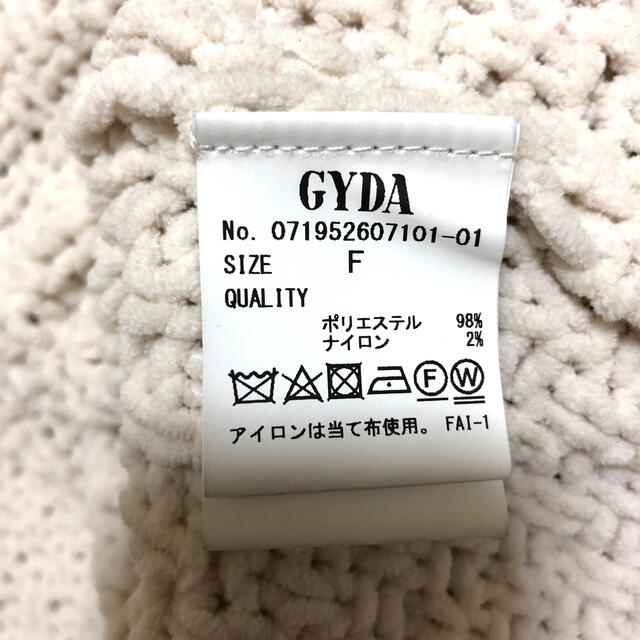 GYDA
No. 071952607101-01
SIZE F
QUALITY
ポリエステル 98%
ナイロン 2%
F W
アイロンは当て布使用。 FAI-1